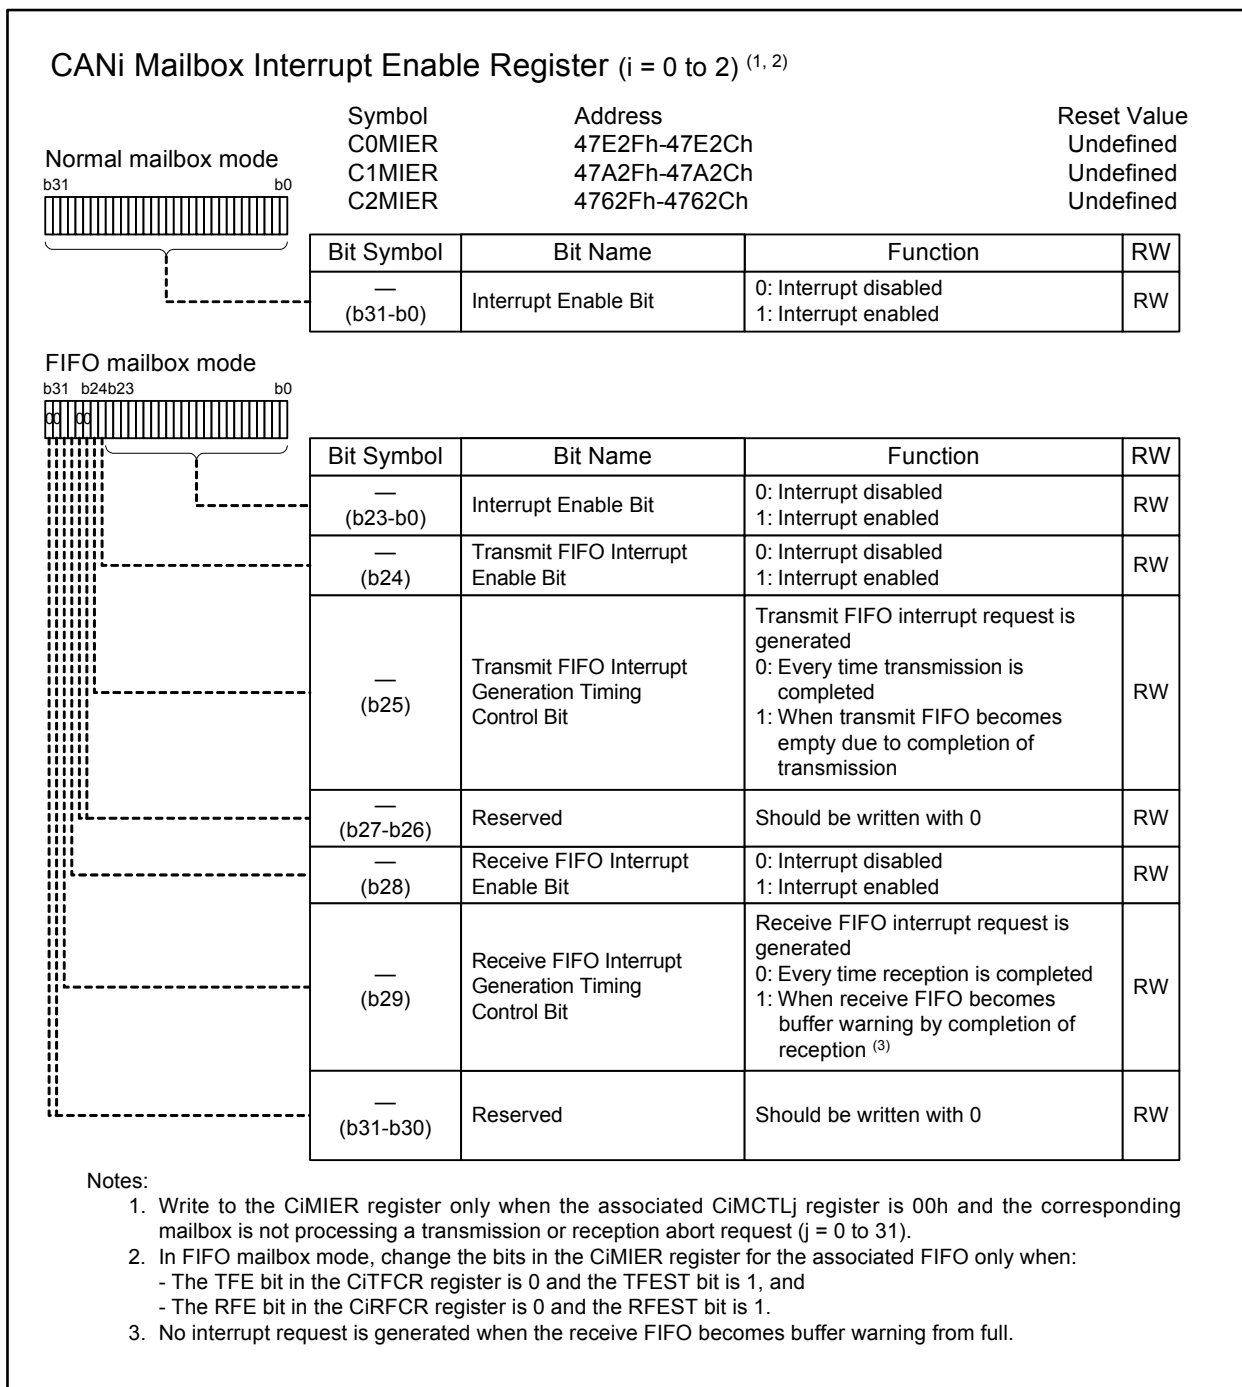 CANi Mailbox Interrupt Enable Register (i = 0 to 2) (1, 2)
Symbol Address Reset Value
C0MIER 47E2Fh-47E2Ch Undefined
C1MIER 47A2Fh-47A2Ch Undefined
C2MIER 4762Fh-4762Ch Undefined
Normal mailbox mode
b31 b0
Bit Symbol Bit Name Function RW
— (b31-b0) Interrupt Enable Bit 0: Interrupt disabled
1: Interrupt enabled RW
FIFO mailbox mode
b31 b24b23 b0
00 00
Bit Symbol Bit Name Function RW
— (b23-b0) Interrupt Enable Bit 0: Interrupt disabled
1: Interrupt enabled RW
— (b24) Transmit FIFO Interrupt
Enable Bit 0: Interrupt disabled
1: Interrupt enabled RW
— (b25) Transmit FIFO Interrupt
Generation Timing
Control Bit Transmit FIFO interrupt request is
generated
0: Every time transmission is
completed
1: When transmit FIFO becomes
empty due to completion of
transmission RW
— (b27-b26) Reserved Should be written with 0 RW
— (b28) Receive FIFO Interrupt
Enable Bit 0: Interrupt disabled
1: Interrupt enabled RW
— (b29) Receive FIFO Interrupt
Generation Timing
Control Bit Receive FIFO interrupt request is
generated
0: Every time reception is completed
1: When receive FIFO becomes
buffer warning by completion of
reception (3) RW
— (b31-b30) Reserved Should be written with 0 RW
Notes:
1. Write to the CiMIER register only when the associated CiMCTLj register is 00h and the corresponding
mailbox is not processing a transmission or reception abort request (j = 0 to 31).
2. In FIFO mailbox mode, change the bits in the CiMIER register for the associated FIFO only when:
- The TFE bit in the CiTFCR register is 0 and the TFEST bit is 1, and
- The RFE bit in the CiRFCR register is 0 and the RFEST bit is 1.
3. No interrupt request is generated when the receive FIFO becomes buffer warning from full.